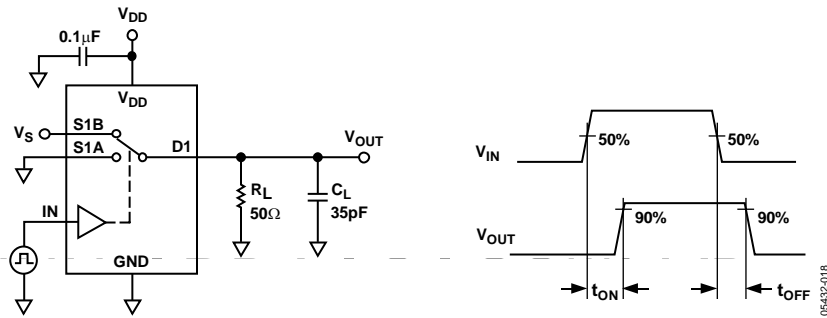 VDD
0.1μF
VDD
VS
S1B
S1A
D1
VOUT
IN
RL
50Ω
CL
35pF
GND
VIN
50%
50%
VOUT
90%
90%
tON
tOFF
05432-018